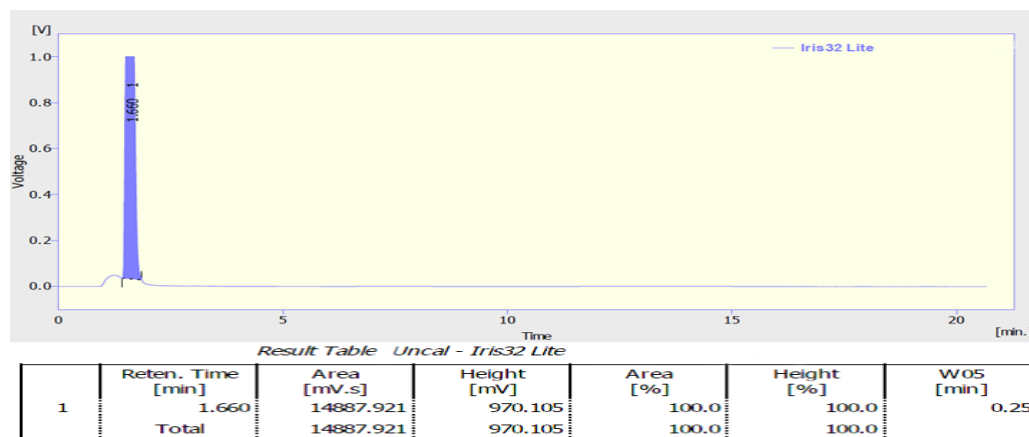 [V]
Iris32 Lite
1.0
0.8
0.6
0.4
0.2
0.0
Voltage
1.660 1
0 5 10 15 20
Time [min.
Result Table Uncal - Iris32 Lite
Reten. Time Area Height Area Height W05
[min] [mV.s] [mV] [%] [%] [min]
1 1.660 14887.921 970.105 100.0 100.0 0.25
Total 14887.921 970.105 100.0 100.0